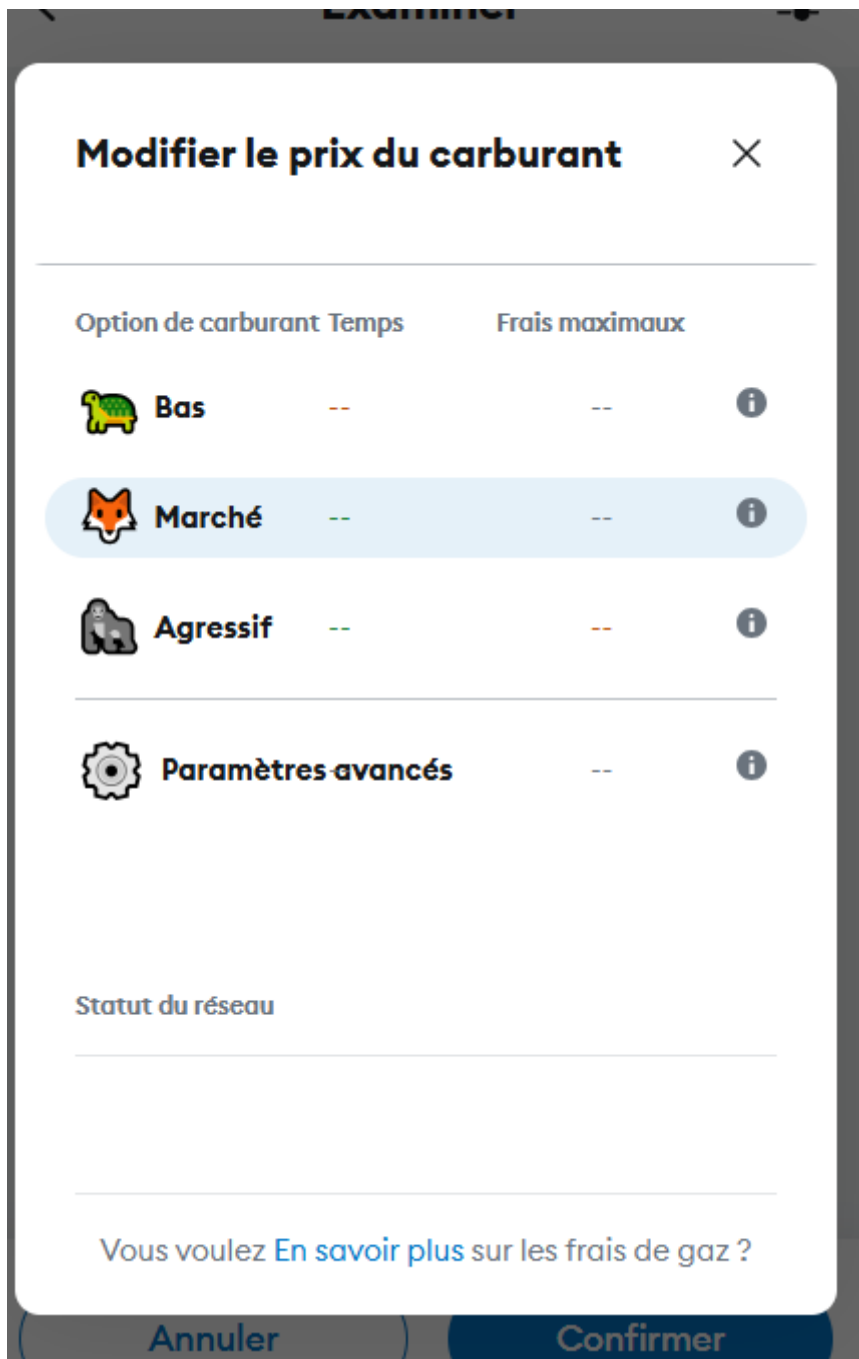 Examiner
Modifier le prix du carburant
Option de carburant Temps Frais maximaux
Bas -- --
Marché -- --
Agressif -- --
Paramètres avancés --
Statut du réseau
Vous voulez En savoir plus sur les frais de gaz ?
Annuler Confirmer